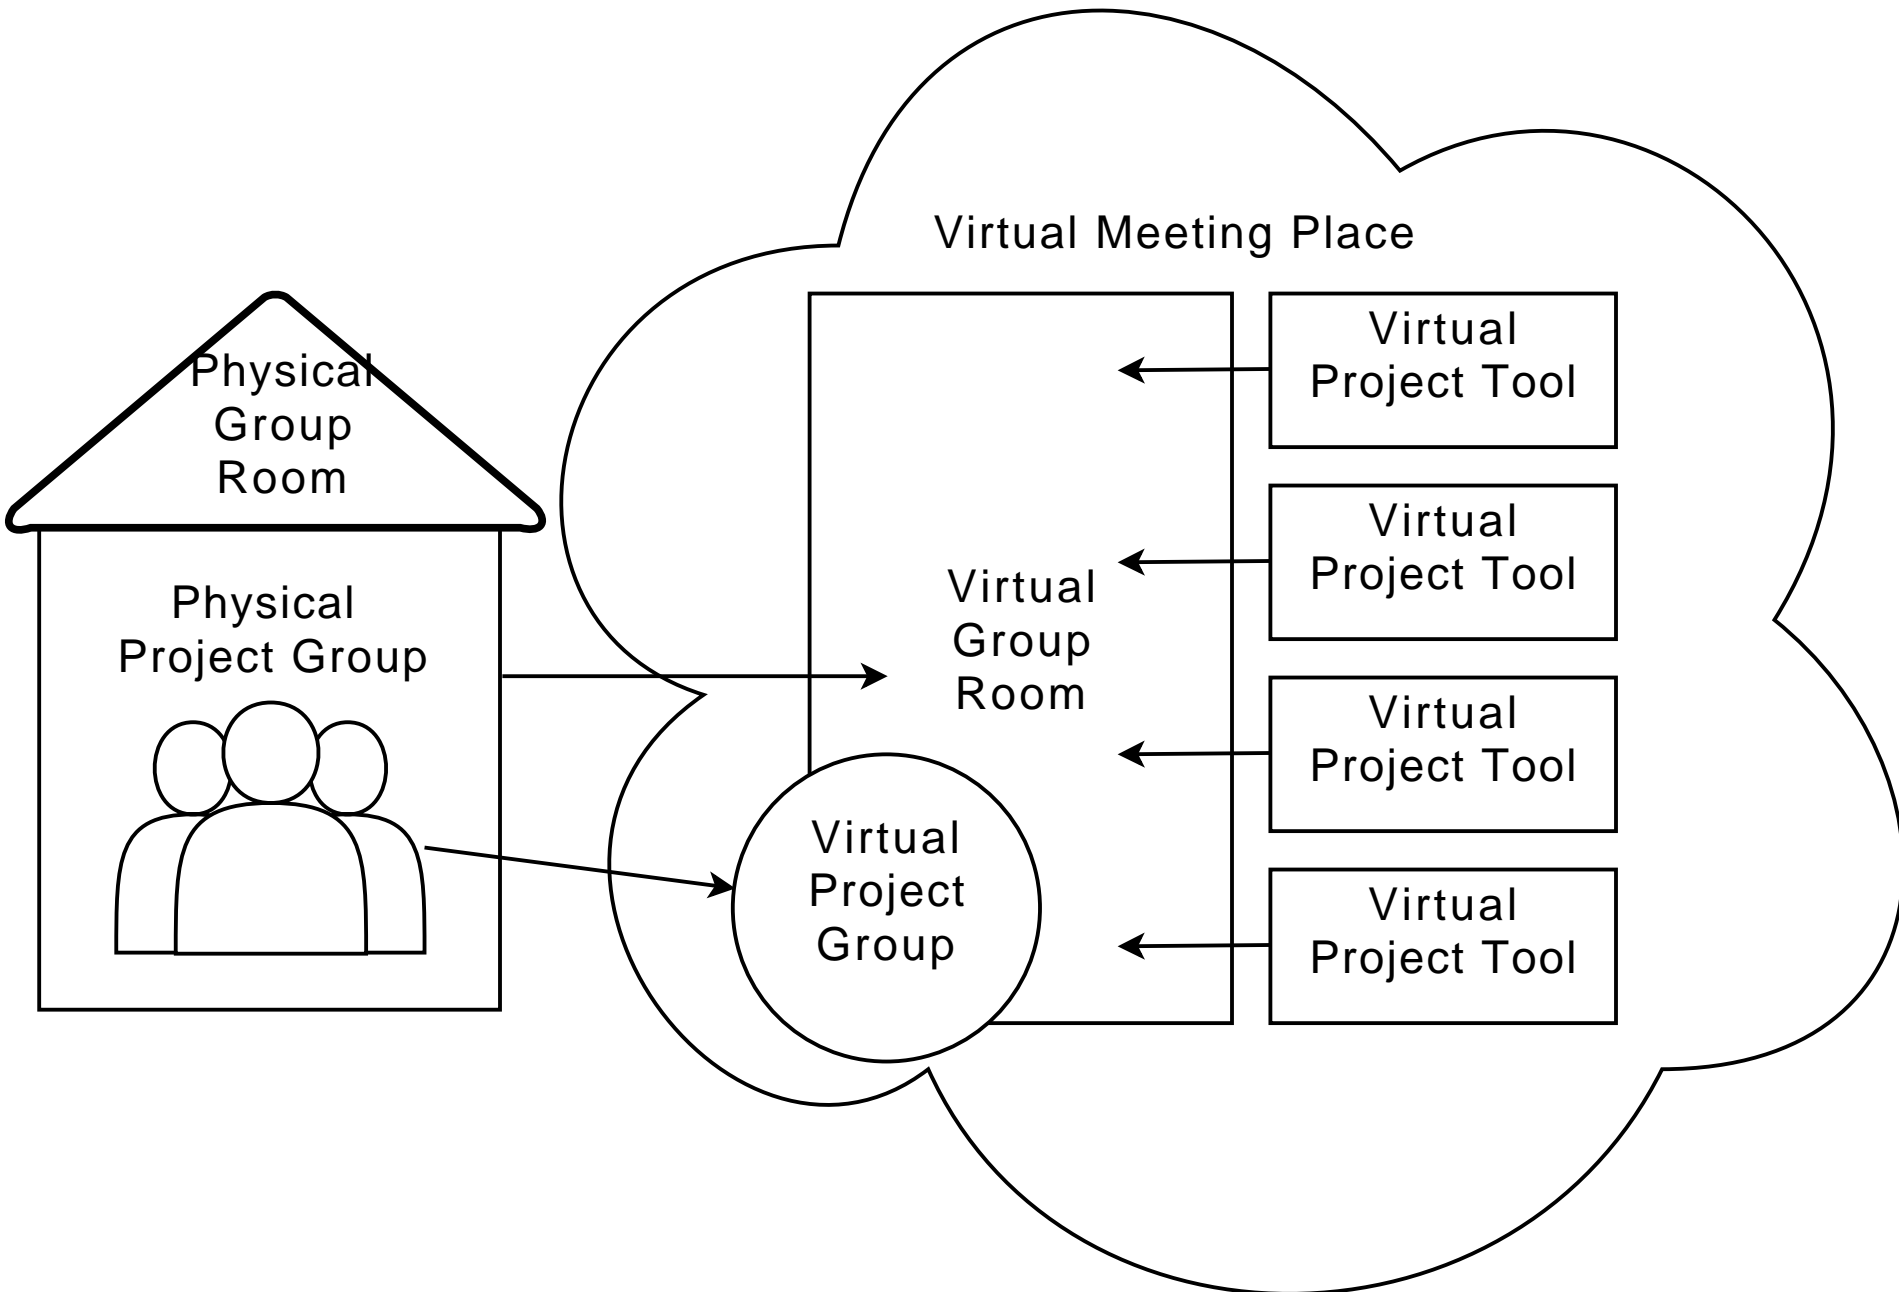 Virtual Meeting Place
Physical
Group
Room
Physical
Project Group
Virtual
Group
Room
Virtual
Project
Group
Virtual
Project Tool
Virtual
Project Tool
Virtual
Project Tool
Virtual
Project Tool